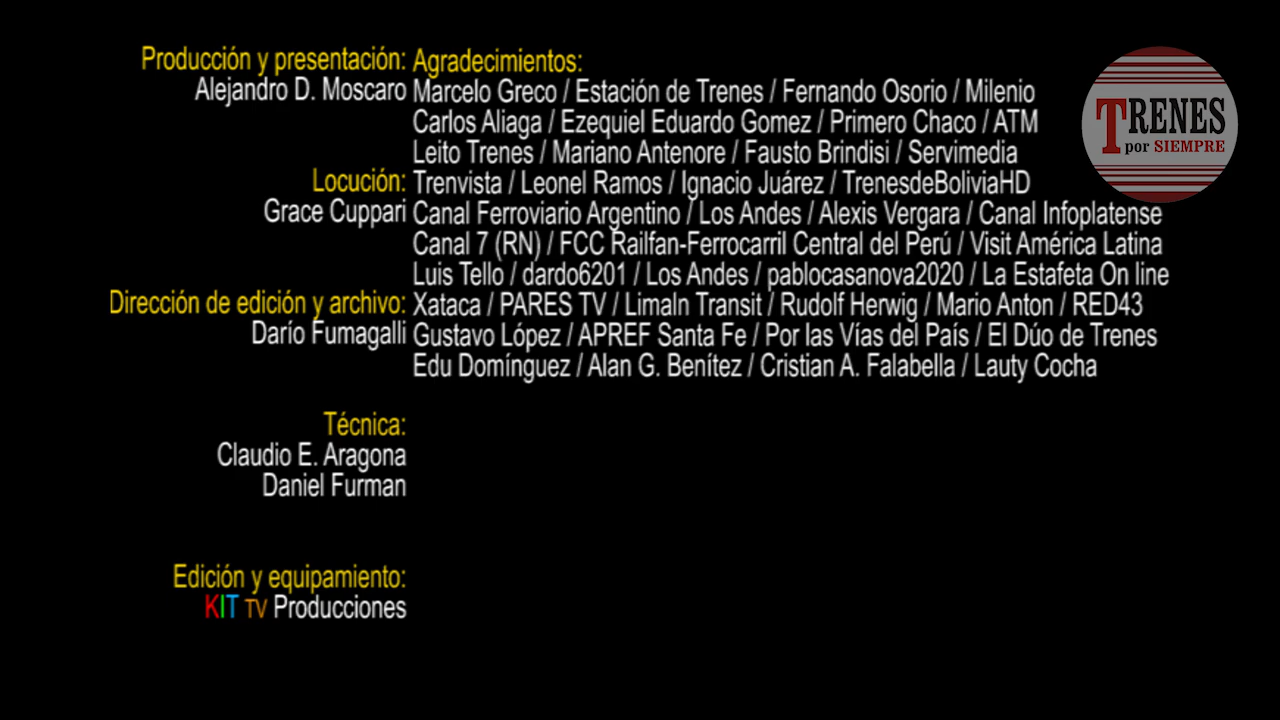 Producción y presentación:
Alejandro D. Moscaro
Locución:
Grace Cuppari
Dirección de edición y archivo:
Darío Fumagalli
Técnica:
Claudio E. Aragona
Daniel Furman
Edición y equipamiento:
KIT TV Producciones
Agradecimientos:
Marcelo Greco / Estación de Trenes / Fernando Osorio / Milenio
Carlos Aliaga / Ezequiel Eduardo Gomez / Primero Chaco / ATM
Leito Trenes / Mariano Antenore / Fausto Brindisi / Servimedia
Trenvista / Leonel Ramos / Ignacio Juárez / TrenesdeBoliviaHD
Canal Ferroviario Argentino / Los Andes / Alexis Vergara / Canal Infoplatense
Canal 7 (RN) / FCC Railfan-Ferrocarril Central del Perú / Visit América Latina
Luis Tello / dardo6201 / Los Andes / pablocasanova2020 / La Estafeta On line
Xataca / PARES TV / Limaln Transit / Rudolf Herwig / Mario Anton / RED43
Gustavo López / APREF Santa Fe / Por las Vías del País / El Dúo de Trenes
Edu Domínguez / Alan G. Benítez / Cristian A. Falabella / Lauty Cocha
TRENES
por SIEMPRE